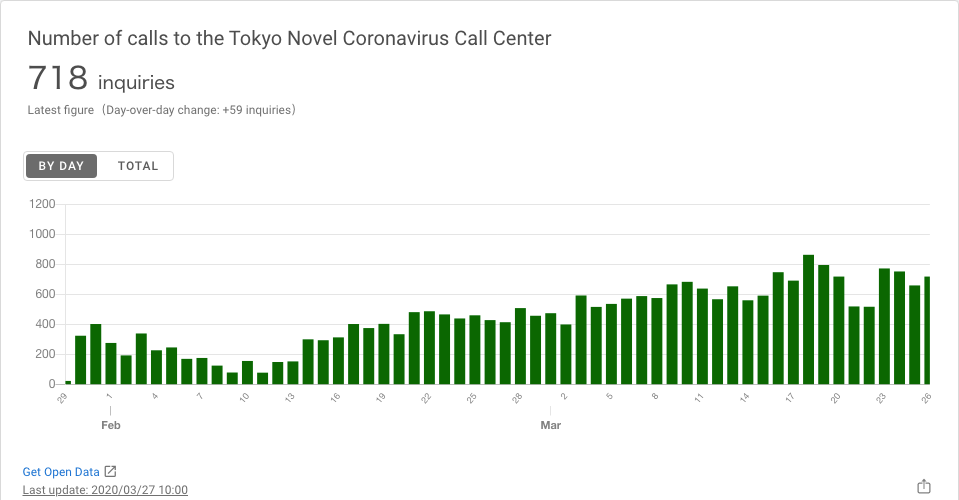 Number of calls to the Tokyo Novel Coronavirus Call Center
718 inquiries
Latest figure（Day-over-day change: +59 inquiries）
BY DAY TOTAL
1200
1000
800
600
400
200
0
29 1 4 7 10 13 16 19 22 25 28 2 5 8 11 14 17 20 23 26
Feb Mar
Get Open Data
Last update: 2020/03/27 10:00